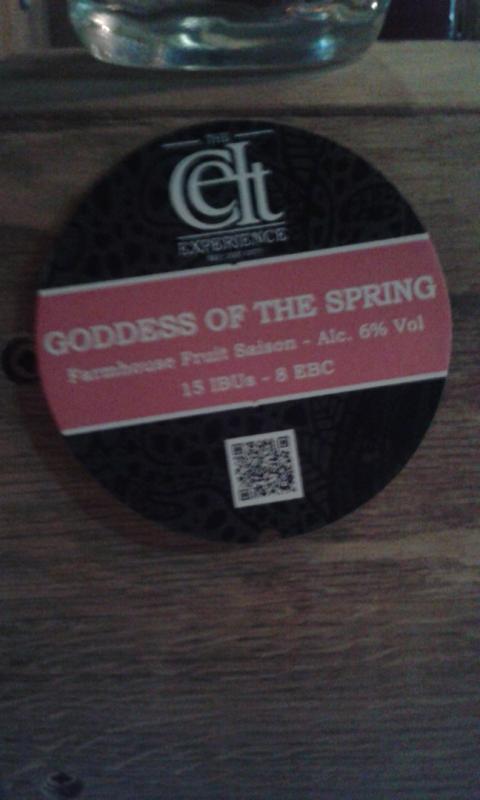 THE
Celt
EXPERIENCE
GODDESS OF THE SPRING
Farmhouse Fruit Saison - Alc. 6% Vol
15 IBUs - 8 EBC